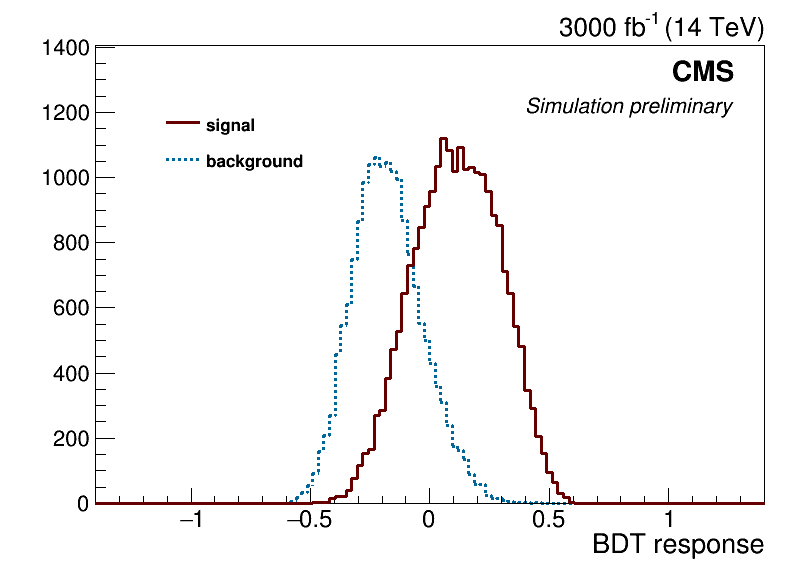 3000 fb⁻¹ (14 TeV)
CMS
Simulation preliminary
signal
background
1400
1200
1000
800
600
400
200
0
−1 −0.5 0 0.5 1
BDT response